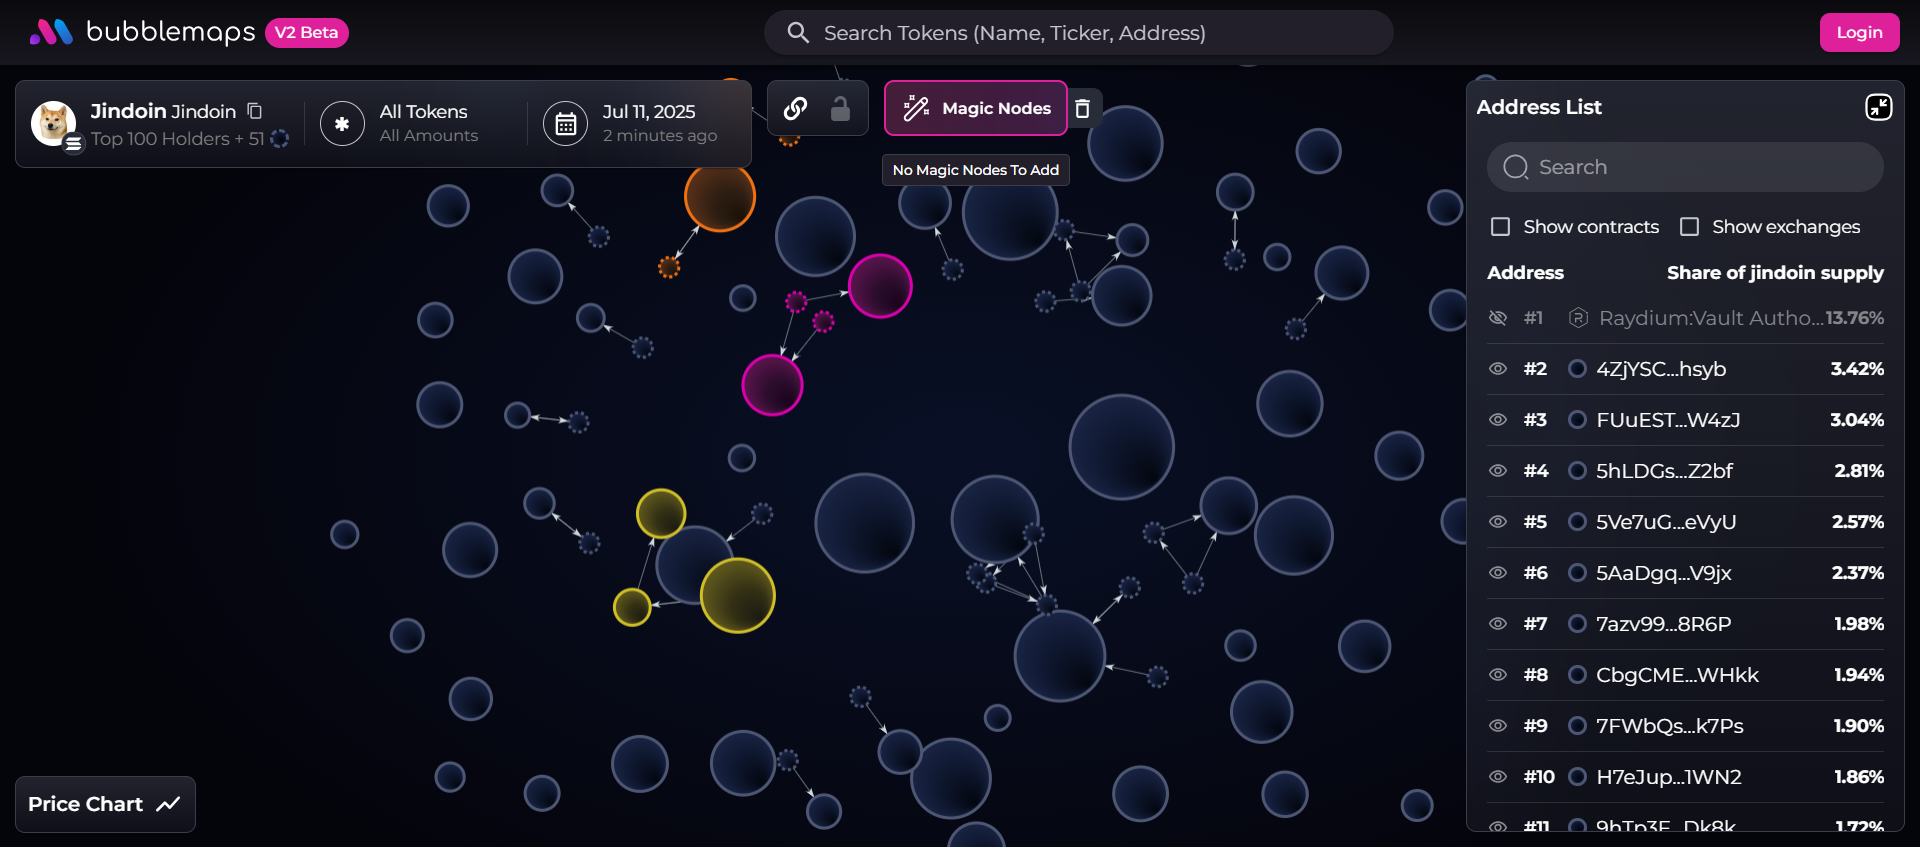 bubblemaps V2 Beta
Search Tokens (Name, Ticker, Address)
Login
Jindoin Jindoin
Top 100 Holders + 51
All Tokens
All Amounts
Jul 11, 2025
2 minutes ago
Magic Nodes
No Magic Nodes To Add
Address List
Search
Show contracts Show exchanges
Address Share of jindoin supply
#1 Raydium:Vault Autho... 13.76%
#2 4ZjYSC...hsyb 3.42%
#3 FUuEST...W4zJ 3.04%
#4 5hLDGs...Z2bf 2.81%
#5 5Ve7uG...eVyU 2.57%
#6 5AaDgq...V9jx 2.37%
#7 7azv99...8R6P 1.98%
#8 CbgCME...WHkk 1.94%
#9 7FWbQs...k7Ps 1.90%
#10 H7eJup...1WN2 1.86%
#11 9hTp3E...Dk8k 1.72%
Price Chart